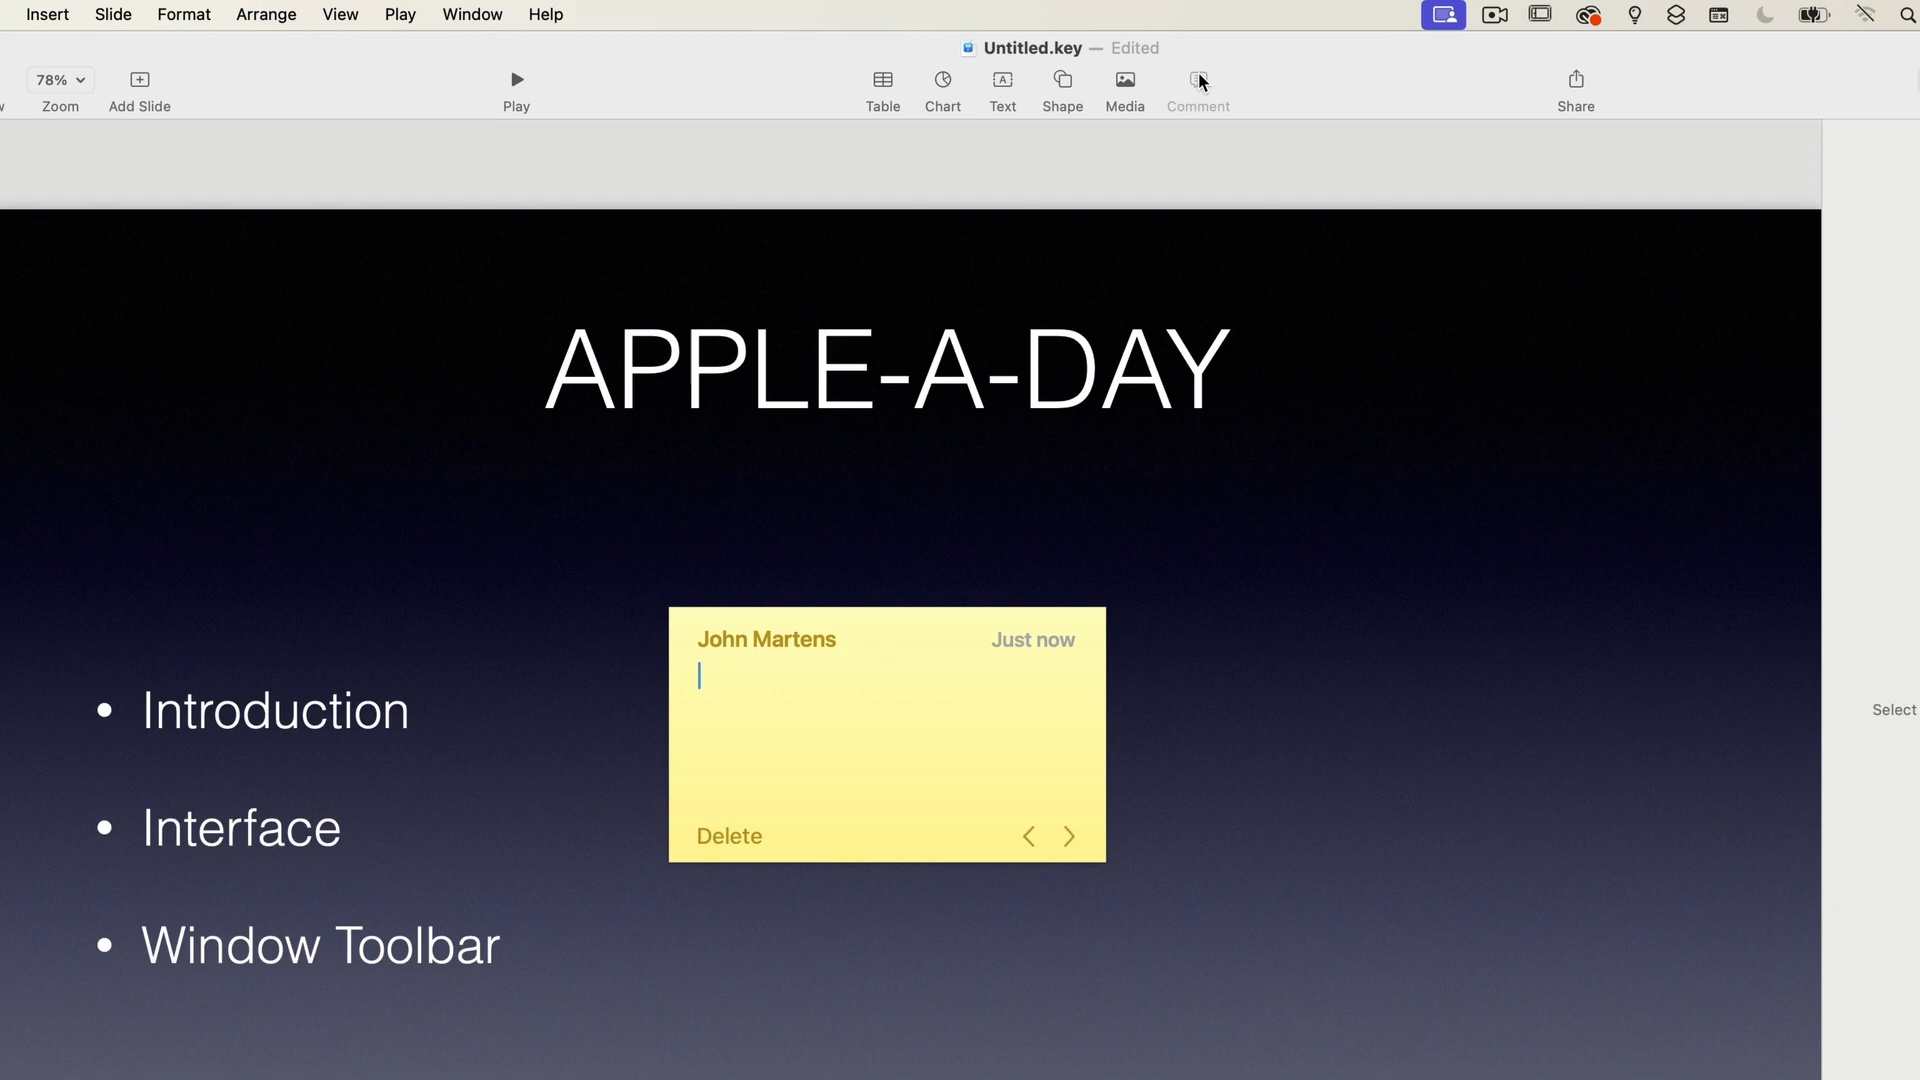 Insert Slide Format Arrange View Play Window Help
Untitled.key — Edited
78%
Zoom Add Slide Play Table Chart Text Shape Media Comment Share
APPLE-A-DAY
John Martens Just now
• Introduction
Select
• Interface
Delete
• Window Toolbar